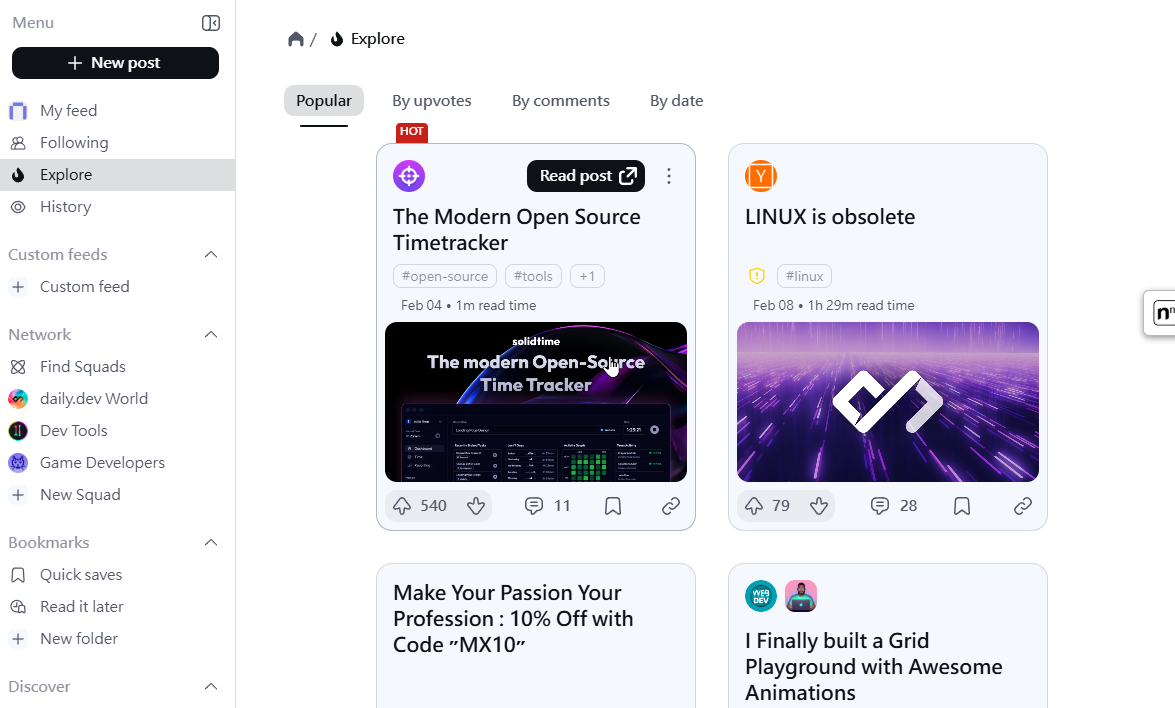 Menu
New post
My feed
Following
Explore
History
Custom feeds
Custom feed
Network
Find Squads
daily.dev World
Dev Tools
Game Developers
New Squad
Bookmarks
Quick saves
Read it later
New folder
Discover
/ Explore
Popular By upvotes By comments By date
HOT
Read post
The Modern Open Source
Timetracker
#open-source #tools +1
Feb 04 • 1m read time
solidtime
The modern Open-Source
Time Tracker
540 11
Y
LINUX is obsolete
#linux
Feb 08 • 1h 29m read time
79 28
Make Your Passion Your
Profession : 10% Off with
Code ”MX10”
WEB
DEV
I Finally built a Grid
Playground with Awesome
Animations